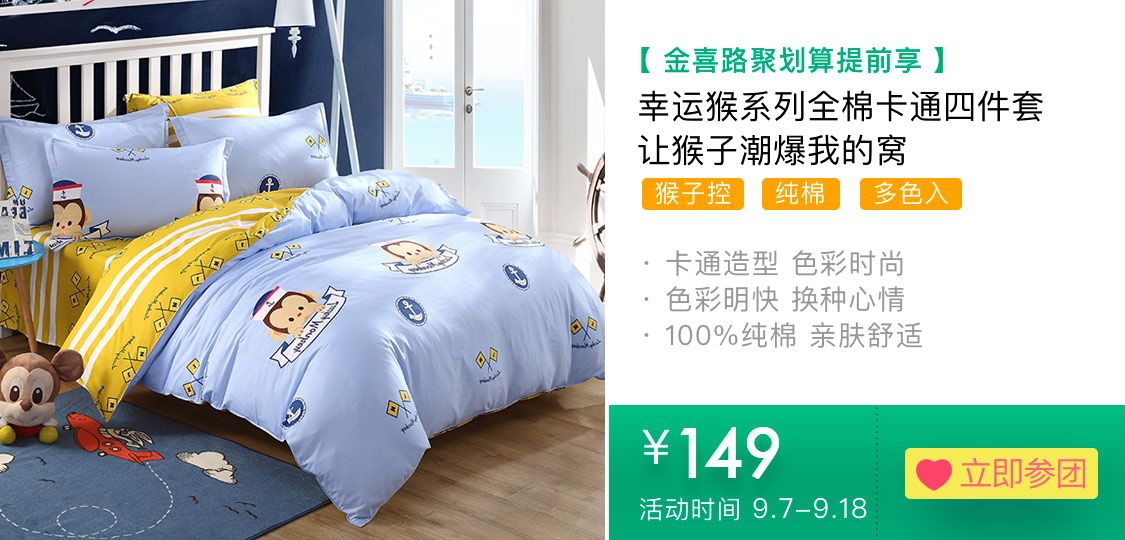 【 金喜路聚划算提前享 】
幸运猴系列全棉卡通四件套
让猴子潮爆我的窝
猴子控 纯棉 多色入
· 卡通造型 色彩时尚
· 色彩明快 换种心情
· 100%纯棉 亲肤舒适
¥149
活动时间 9.7-9.18
立即参团